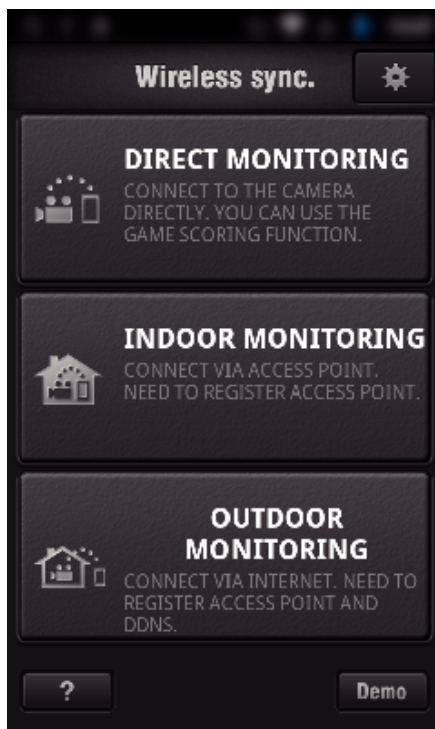 Wireless sync.
DIRECT MONITORING
CONNECT TO THE CAMERA
DIRECTLY. YOU CAN USE THE
GAME SCORING FUNCTION.
INDOOR MONITORING
CONNECT VIA ACCESS POINT.
NEED TO REGISTER ACCESS POINT.
OUTDOOR
MONITORING
CONNECT VIA INTERNET. NEED TO
REGISTER ACCESS POINT AND
DDNS.
?
Demo